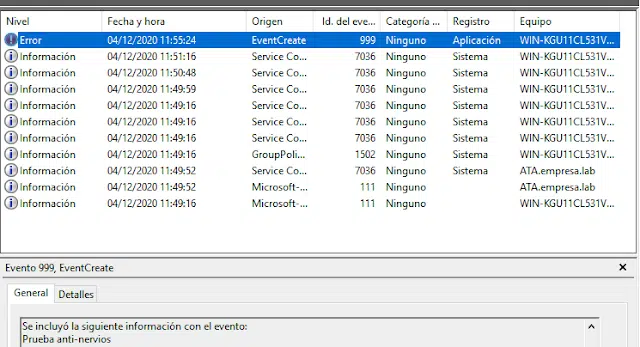 Nivel Fecha y hora Origen Id. del eve... Categoría ... Registro Equipo
Error 04/12/2020 11:55:24 EventCreate 999 Ninguno Aplicación WIN-KGU11CL531V...
Información 04/12/2020 11:51:16 Service Co... 7036 Ninguno Sistema WIN-KGU11CL531V...
Información 04/12/2020 11:50:48 Service Co... 7036 Ninguno Sistema WIN-KGU11CL531V...
Información 04/12/2020 11:49:59 Service Co... 7036 Ninguno Sistema WIN-KGU11CL531V...
Información 04/12/2020 11:49:16 Service Co... 7036 Ninguno Sistema WIN-KGU11CL531V...
Información 04/12/2020 11:49:16 Service Co... 7036 Ninguno Sistema WIN-KGU11CL531V...
Información 04/12/2020 11:49:16 Service Co... 7036 Ninguno Sistema WIN-KGU11CL531V...
Información 04/12/2020 11:49:16 GroupPoli... 1502 Ninguno Sistema WIN-KGU11CL531V...
Información 04/12/2020 11:49:52 Service Co... 7036 Ninguno Sistema ATA.empresa.lab
Información 04/12/2020 11:49:52 Microsoft-... 111 Ninguno ATA.empresa.lab
Información 04/12/2020 11:49:16 Microsoft-... 111 Ninguno WIN-KGU11CL531V...
Evento 999, EventCreate
General Detalles
Se incluyó la siguiente información con el evento:
Prueba anti-nervios